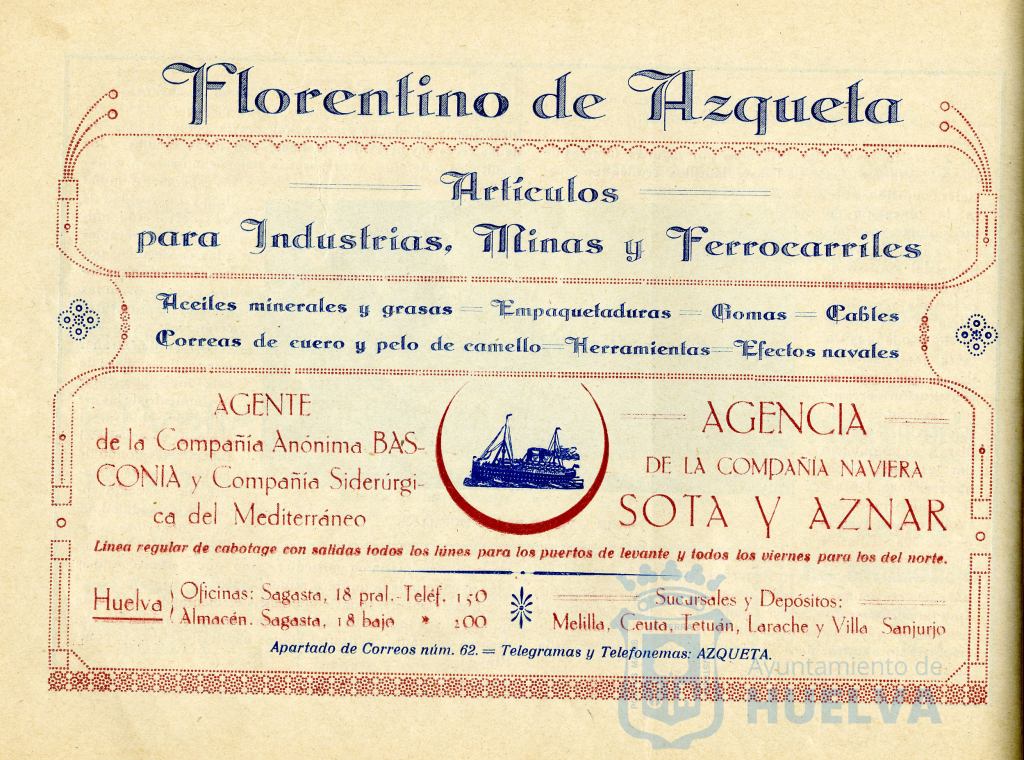 Florentino de Azqueta
Artículos
para Industrias, Minas y Ferrocarriles
Aceites minerales y grasas = Empaquetaduras = Gomas = Cables
Correas de cuero y pelo de camello=Herramientas=Efectos navales
AGENTE
de la Compañía Anónima BAS-
CONIA y Compañía Siderúrgi-
ca del Mediterráneo
AGENCIA
DE LA COMPAÑIA NAVIERA
SOTA Y AZNAR
Línea regular de cabotage con salidas todos los lúnes para los puertos de levante y todos los viernes para los del norte.
Huelva
Oficinas: Sagasta, 18 pral.-Teléf. 150
Almacén. Sagasta, 18 bajo " 200
Sucursales y Depósitos:
Melilla, Ceuta, Tetuán, Larache y Villa Sanjurjo
Apartado de Correos núm. 62. = Telegramas y Telefonemas: AZQUETA.
Ayuntamiento de
HUELVA